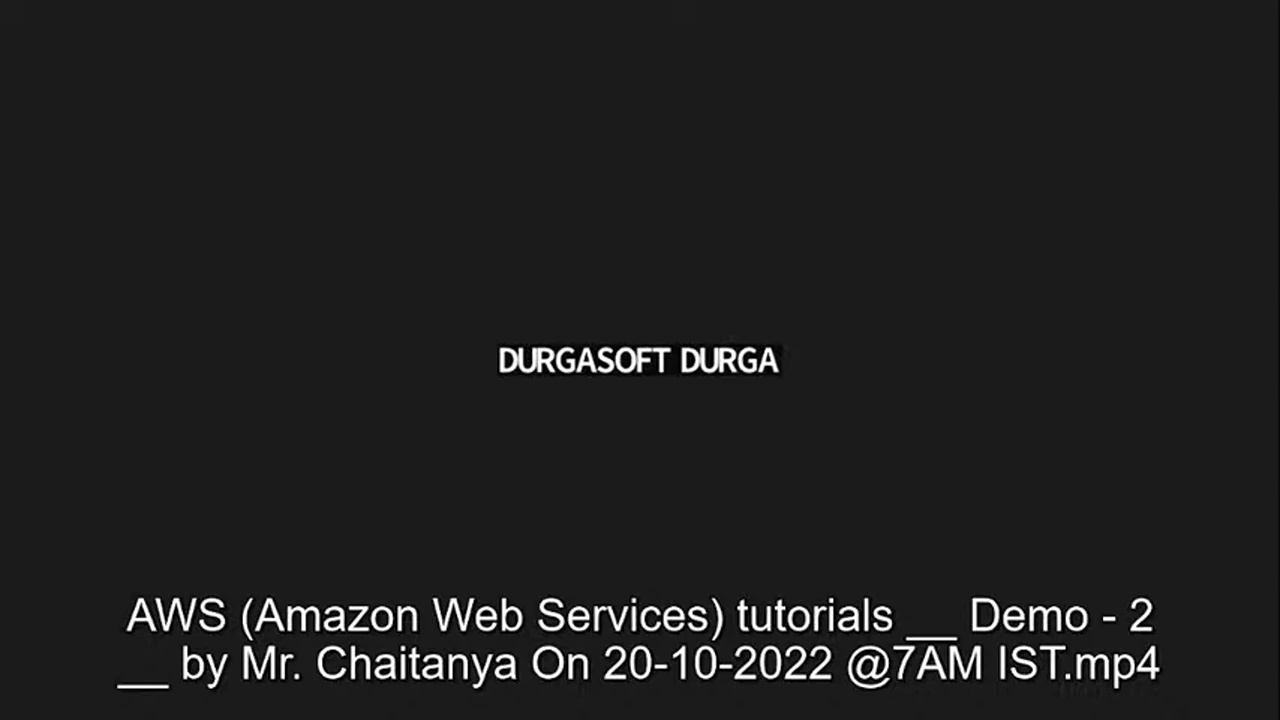 DURGASOFT DURGA
AWS (Amazon Web Services) tutorials __ Demo - 2
__ by Mr. Chaitanya On 20-10-2022 @7AM IST.mp4